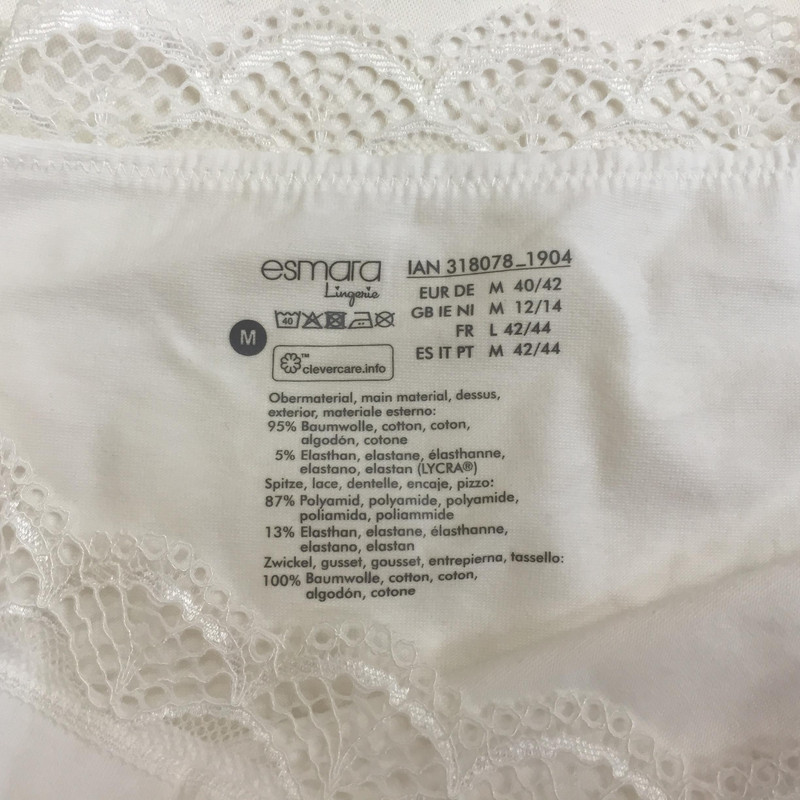 esmara
Lingerie
40
M
™
clevercare.info
IAN 318078_1904
EUR DE M 40/42
GB IE NI M 12/14
FR L 42/44
ES IT PT M 42/44
Obermaterial, main material, dessus,
exterior, materiale esterno:
95% Baumwolle, cotton, coton,
algodón, cotone
5% Elasthan, elastane, élasthanne,
elastano, elastan (LYCRA®)
Spitze, lace, dentelle, encaje, pizzo:
87% Polyamid, polyamide, polyamide,
poliamida, poliammide
13% Elasthan, elastane, élasthanne,
elastano, elastan
Zwickel, gusset, gousset, entrepierna, tassello:
100% Baumwolle, cotton, coton,
algodón, cotone